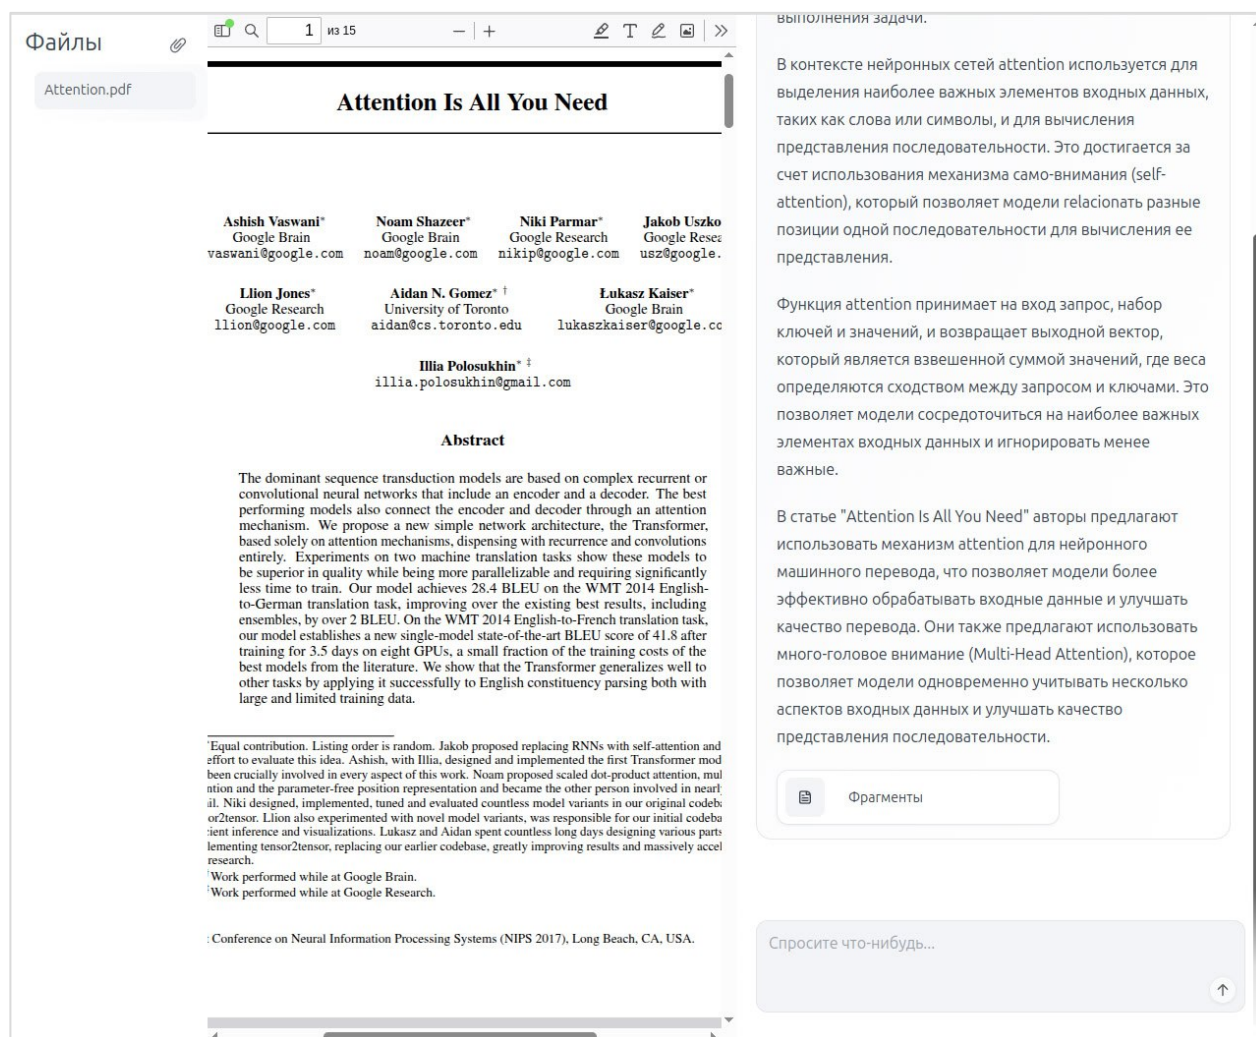 Файлы
Attention.pdf
1 из 15
Attention Is All You Need
Ashish Vaswani* Noam Shazeer* Niki Parmar* Jakob Uszko
Google Brain Google Brain Google Research Google Resea
vaswani@google.com noam@google.com nikip@google.com usz@google.
Llion Jones* Aidan N. Gomez* † Łukasz Kaiser*
Google Research University of Toronto Google Brain
llion@google.com aidan@cs.toronto.edu lukaszkaiser@google.co
Illia Polosukhin* ‡
illia.polosukhin@gmail.com
Abstract
The dominant sequence transduction models are based on complex recurrent or
convolutional neural networks that include an encoder and a decoder. The best
performing models also connect the encoder and decoder through an attention
mechanism. We propose a new simple network architecture, the Transformer,
based solely on attention mechanisms, dispensing with recurrence and convolutions
entirely. Experiments on two machine translation tasks show these models to
be superior in quality while being more parallelizable and requiring significantly
less time to train. Our model achieves 28.4 BLEU on the WMT 2014 English-
to-German translation task, improving over the existing best results, including
ensembles, by over 2 BLEU. On the WMT 2014 English-to-French translation task,
our model establishes a new single-model state-of-the-art BLEU score of 41.8 after
training for 3.5 days on eight GPUs, a small fraction of the training costs of the
best models from the literature. We show that the Transformer generalizes well to
other tasks by applying it successfully to English constituency parsing both with
large and limited training data.
*Equal contribution. Listing order is random. Jakob proposed replacing RNNs with self-attention and
effort to evaluate this idea. Ashish, with Illia, designed and implemented the first Transformer mod
been crucially involved in every aspect of this work. Noam proposed scaled dot-product attention, mul
ntion and the parameter-free position representation and became the other person involved in nearl
il. Niki designed, implemented, tuned and evaluated countless model variants in our original codeba
or2tensor. Llion also experimented with novel model variants, was responsible for our initial codeba
cient inference and visualizations. Lukasz and Aidan spent countless long days designing various parts
lementing tensor2tensor, replacing our earlier codebase, greatly improving results and massively accel
research.
†Work performed while at Google Brain.
‡Work performed while at Google Research.
t Conference on Neural Information Processing Systems (NIPS 2017), Long Beach, CA, USA.
выполнения задачи.
В контексте нейронных сетей attention используется для
выделения наиболее важных элементов входных данных,
таких как слова или символы, и для вычисления
представления последовательности. Это достигается за
счет использования механизма само-внимания (self-
attention), который позволяет модели relacionать разные
позиции одной последовательности для вычисления ее
представления.
Функция attention принимает на вход запрос, набор
ключей и значений, и возвращает выходной вектор,
который является взвешенной суммой значений, где веса
определяются сходством между запросом и ключами. Это
позволяет модели сосредоточиться на наиболее важных
элементах входных данных и игнорировать менее
важные.
В статье "Attention Is All You Need" авторы предлагают
использовать механизм attention для нейронного
машинного перевода, что позволяет модели более
эффективно обрабатывать входные данные и улучшать
качество перевода. Они также предлагают использовать
много-головое внимание (Multi-Head Attention), которое
позволяет модели одновременно учитывать несколько
аспектов входных данных и улучшать качество
представления последовательности.
Фрагменты
Спросите что-нибудь...